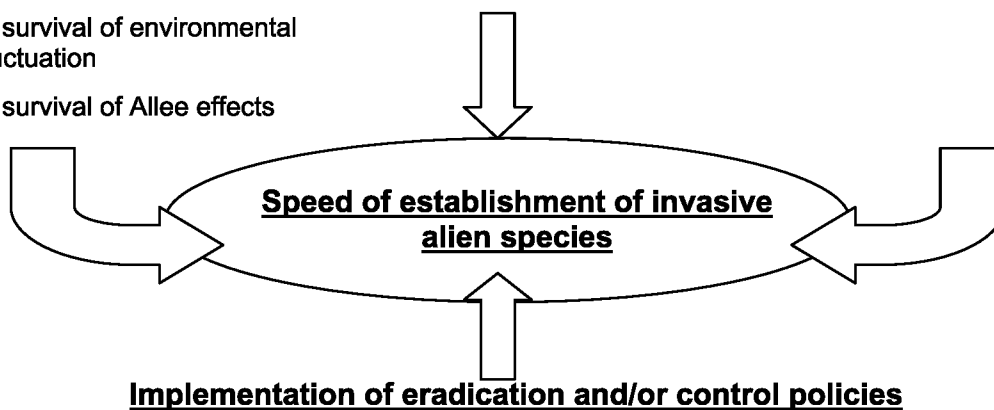 survival of environmental
uctuation
survival of Allee effects
Speed of establishment of invasive
alien species
Implementation of eradication and/or control policies